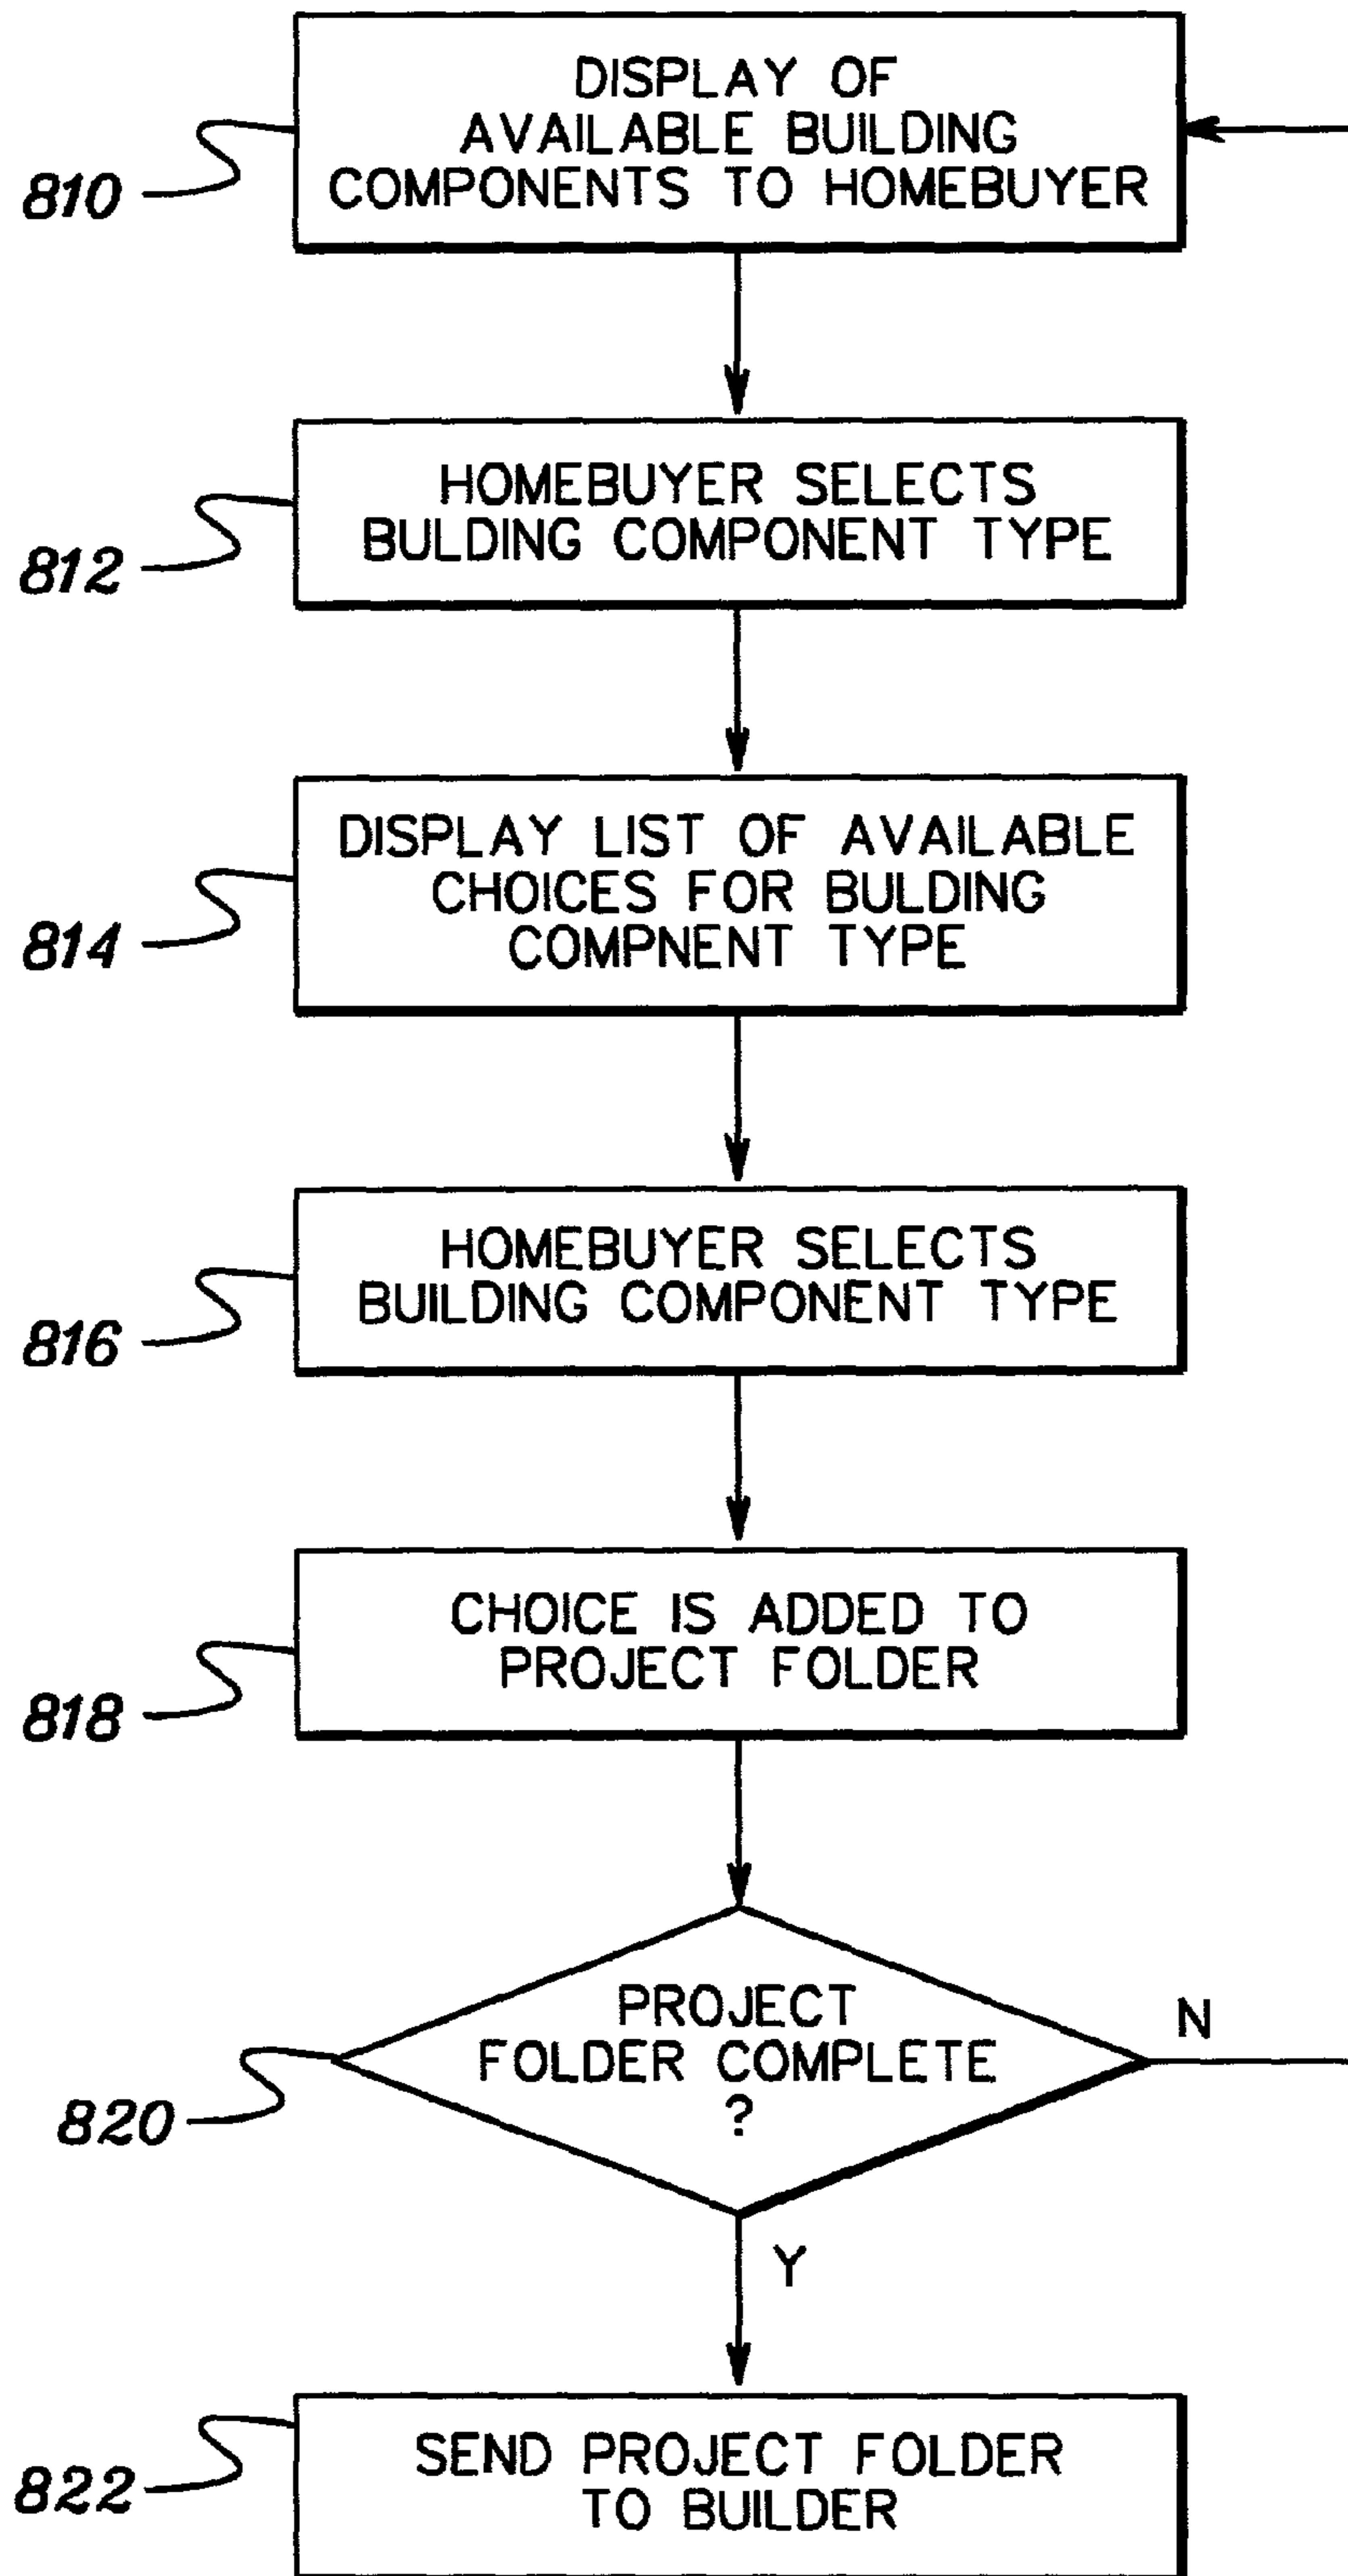 DISPLAY OF
AVAILABLE BUILDING
COMPONENTS TO HOMEBUYER
810
HOMEBUYER SELECTS
BULDING COMPONENT TYPE
812
DISPLAY LIST OF AVAILABLE
CHOICES FOR BULDING
COMPNENT TYPE
814
HOMEBUYER SELECTS
BUILDING COMPONENT TYPE
816
CHOICE IS ADDED TO
PROJECT FOLDER
818
PROJECT
FOLDER COMPLETE
?
N
820
Y
SEND PROJECT FOLDER
TO BUILDER
822